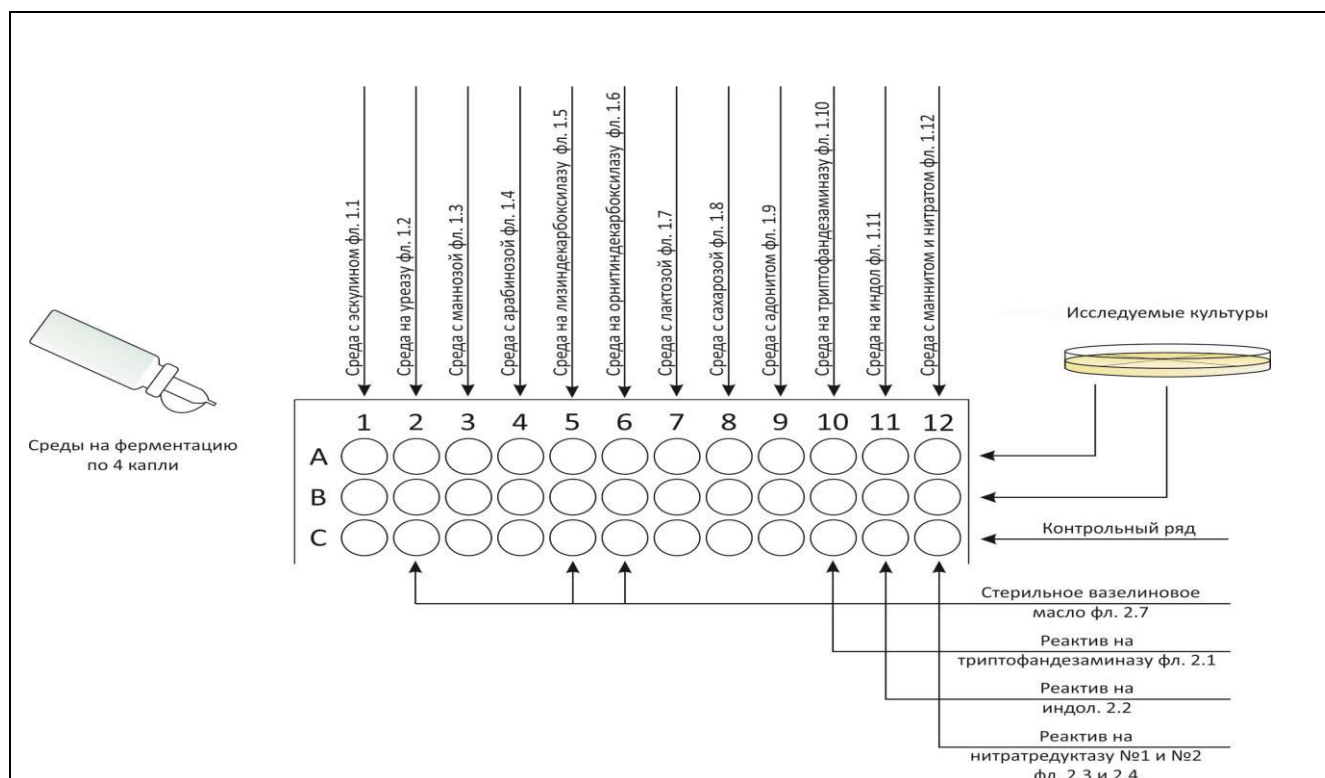 Среда с эскулином фл. 1.1
Среда на уреазу фл. 1.2
Среда с маннозой фл. 1.3
Среда с арабинозой фл. 1.4
Среда на лизиндекарбоксилазу фл. 1.5
Среда на орнитиндекарбоксилазу фл. 1.6
Среда с лактозой фл. 1.7
Среда с сахарозой фл. 1.8
Среда с адонитом фл. 1.9
Среда на триптофандезаминазу фл. 1.10
Среда на индол фл. 1.11
Среда с маннитом и нитратом фл. 1.12
Исследуемые культуры
Среды на ферментацию
по 4 капли
1 2 3 4 5 6 7 8 9 10 11 12
A
B
C
Контрольный ряд
Стерильное вазелиновое
масло фл. 2.7
Реактив на
триптофандезаминазу фл. 2.1
Реактив на
индол. 2.2
Реактив на
нитратредуктазу №1 и №2
фл. 2.3 и 2.4